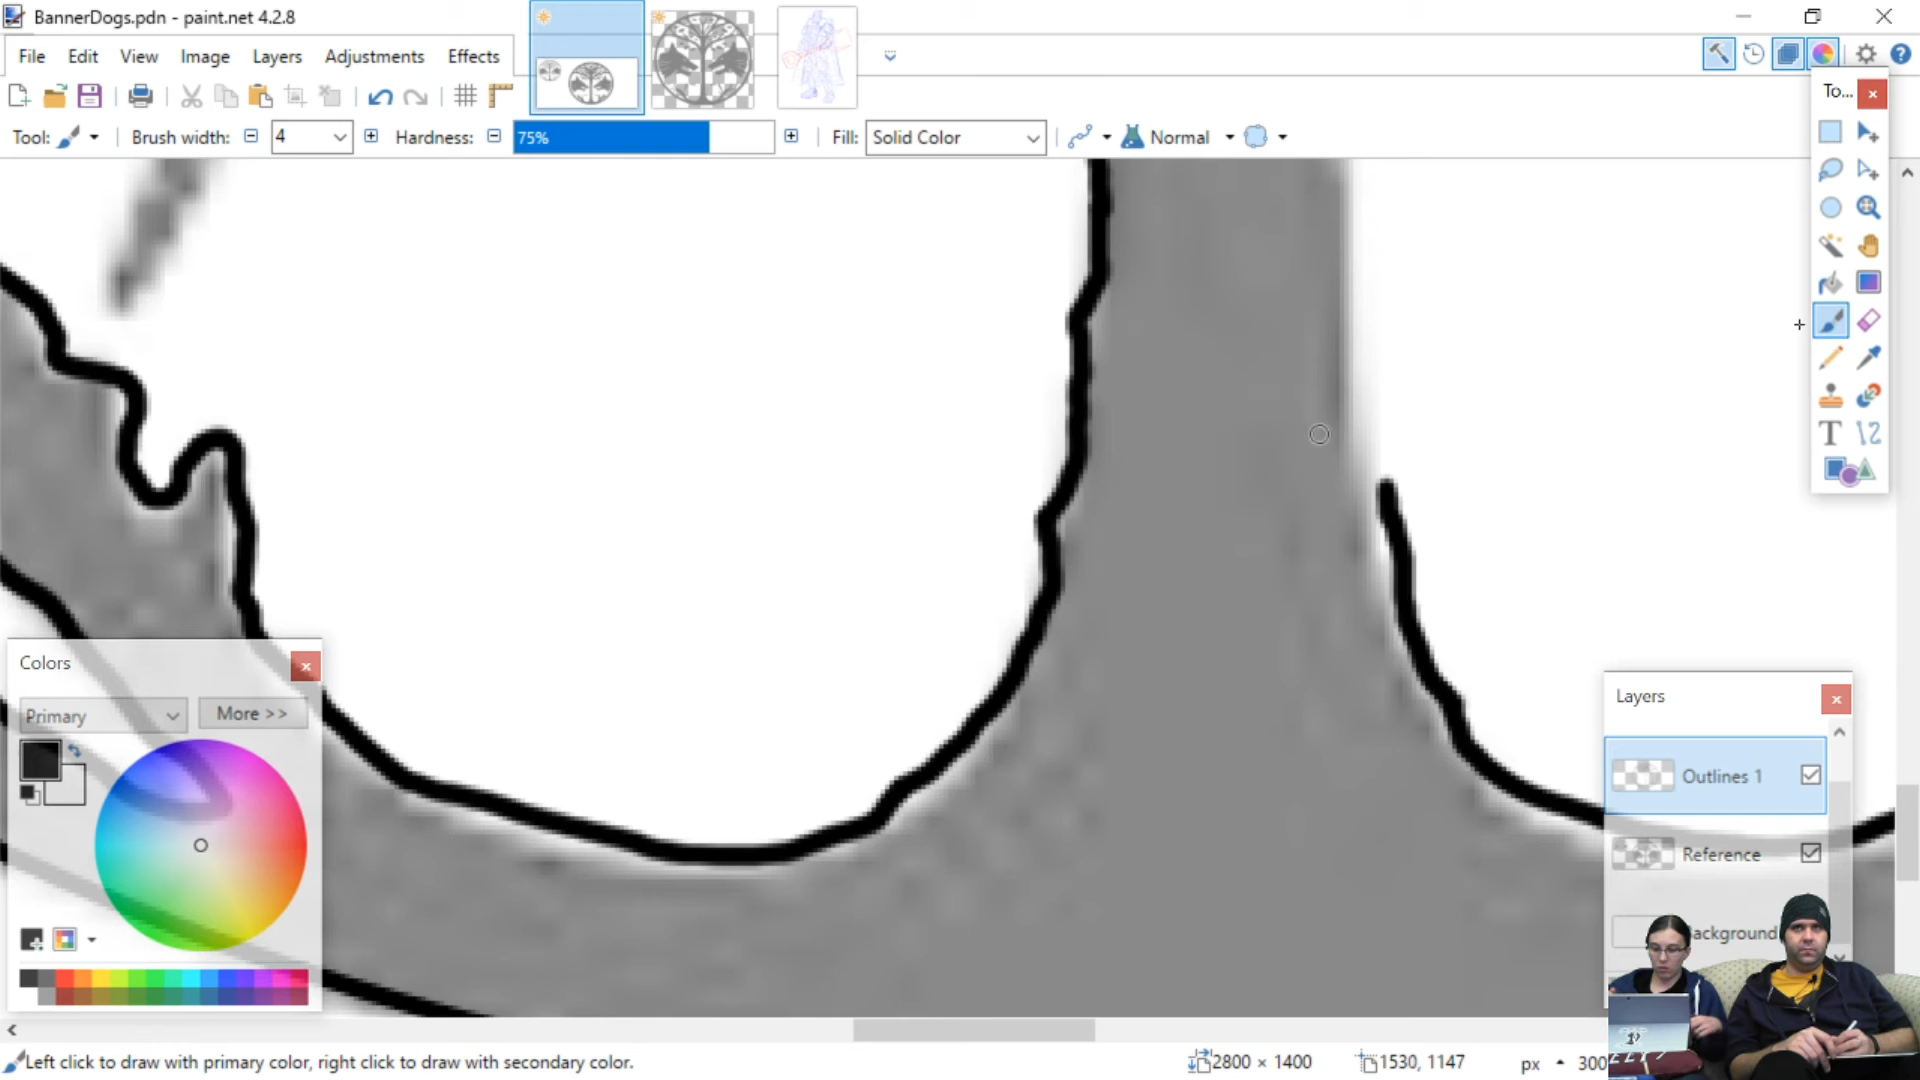 BannerDogs.pdn - paint.net 4.2.8
File Edit View Image Layers Adjustments Effects
Tool: Brush width: 4 Hardness: 75% Fill: Solid Color Normal
To...
Colors
Primary More >>
Layers
Outlines 1
Reference
ackground
Left click to draw with primary color, right click to draw with secondary color. 2800 × 1400 1530, 1147 px 300